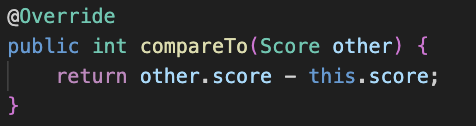 @Override
public int compareTo(Score other) {
    return other.score - this.score;
}